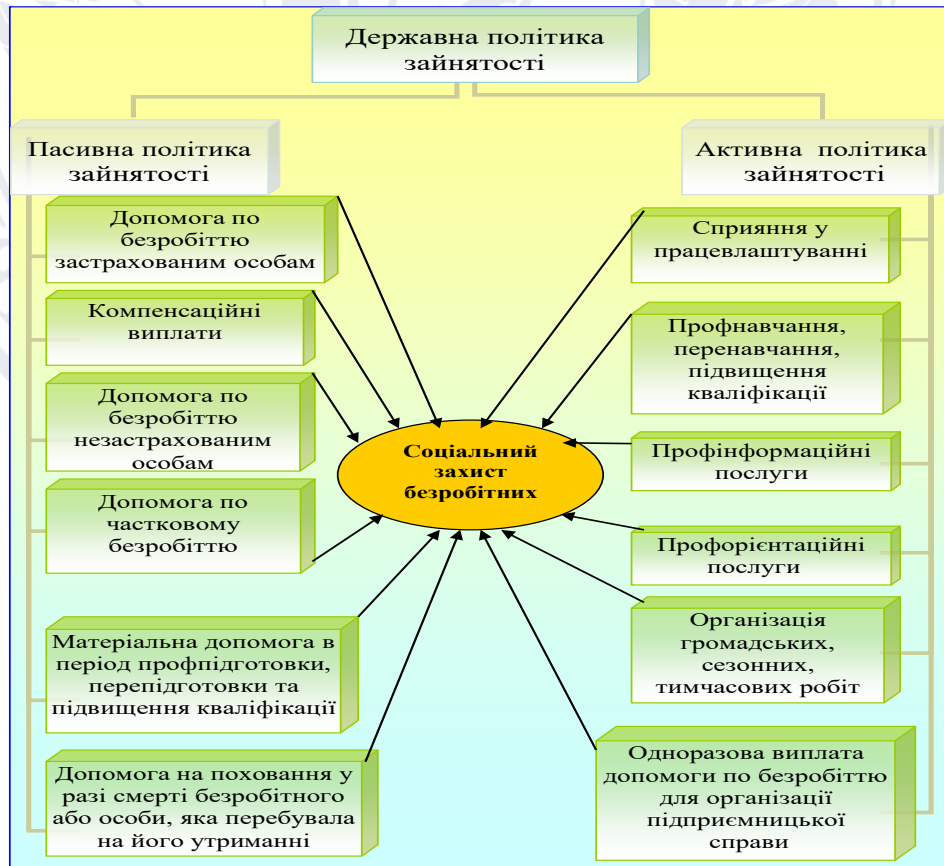 Державна політика
зайнятості
Пасивна політика
зайнятості
Активна політика
зайнятості
Допомога по
безробіттю
застрахованим особам
Компенсаційні
виплати
Допомога по
безробіттю
незастрахованим
особам
Допомога по
частковому
безробіттю
Матеріальна допомога в
період профпідготовки,
перепідготовки та
підвищення кваліфікації
Допомога на поховання у
разі смерті безробітного
або особи, яка перебувала
на його утриманні
Соціальний
захист
безробітних
Сприяння у
працевлаштуванні
Профнавчання,
перенавчання,
підвищення
кваліфікації
Профінформаційні
послуги
Профорієнтаційні
послуги
Організація
громадських,
сезонних,
тимчасових робіт
Одноразова виплата
допомоги по безробіттю
для організації
підприємницької
справи